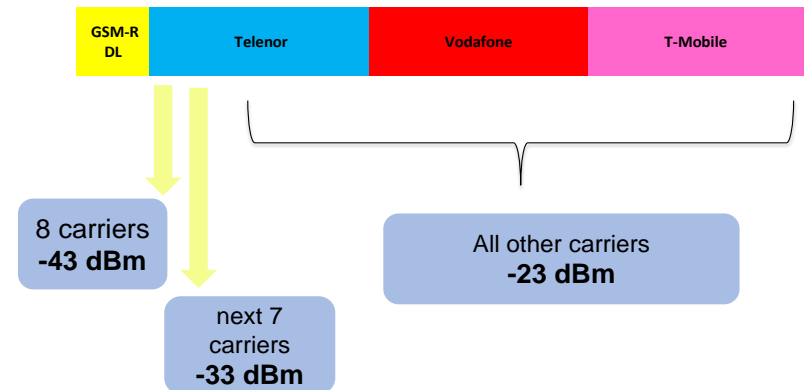 GSM-R
DL
Telenor
Vodafone
T-Mobile
8 carriers
-43 dBm
All other carriers
-23 dBm
next 7
carriers
-33 dBm